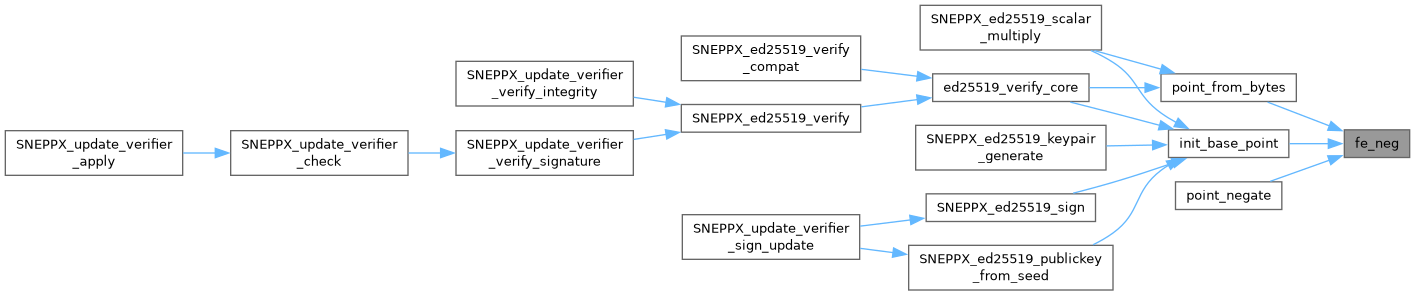 SNEPPX_update_verifier
_apply
SNEPPX_update_verifier
_check
SNEPPX_update_verifier
_verify_integrity
SNEPPX_update_verifier
_verify_signature
SNEPPX_ed25519_verify
_compat
SNEPPX_ed25519_verify
SNEPPX_update_verifier
_sign_update
SNEPPX_ed25519_scalar
_multiply
ed25519_verify_core
SNEPPX_ed25519_keypair
_generate
SNEPPX_ed25519_sign
SNEPPX_ed25519_publickey
_from_seed
point_from_bytes
init_base_point
point_negate
fe_neg